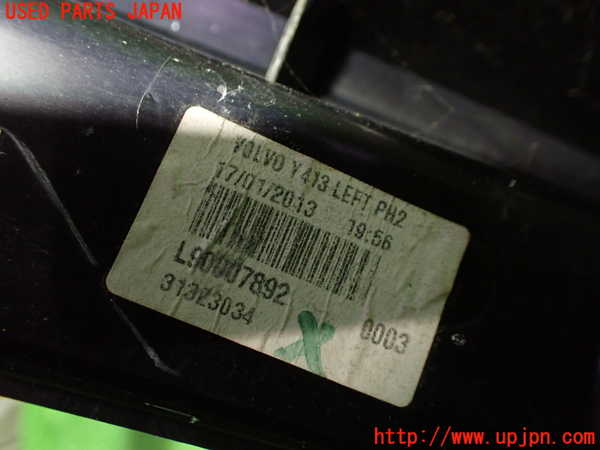 USED PARTS JAPAN
VOLVO Y413 LEFT PH2
17/01/2013 19:56
L90007892
31323034 0003
http://www.upjpn.com/